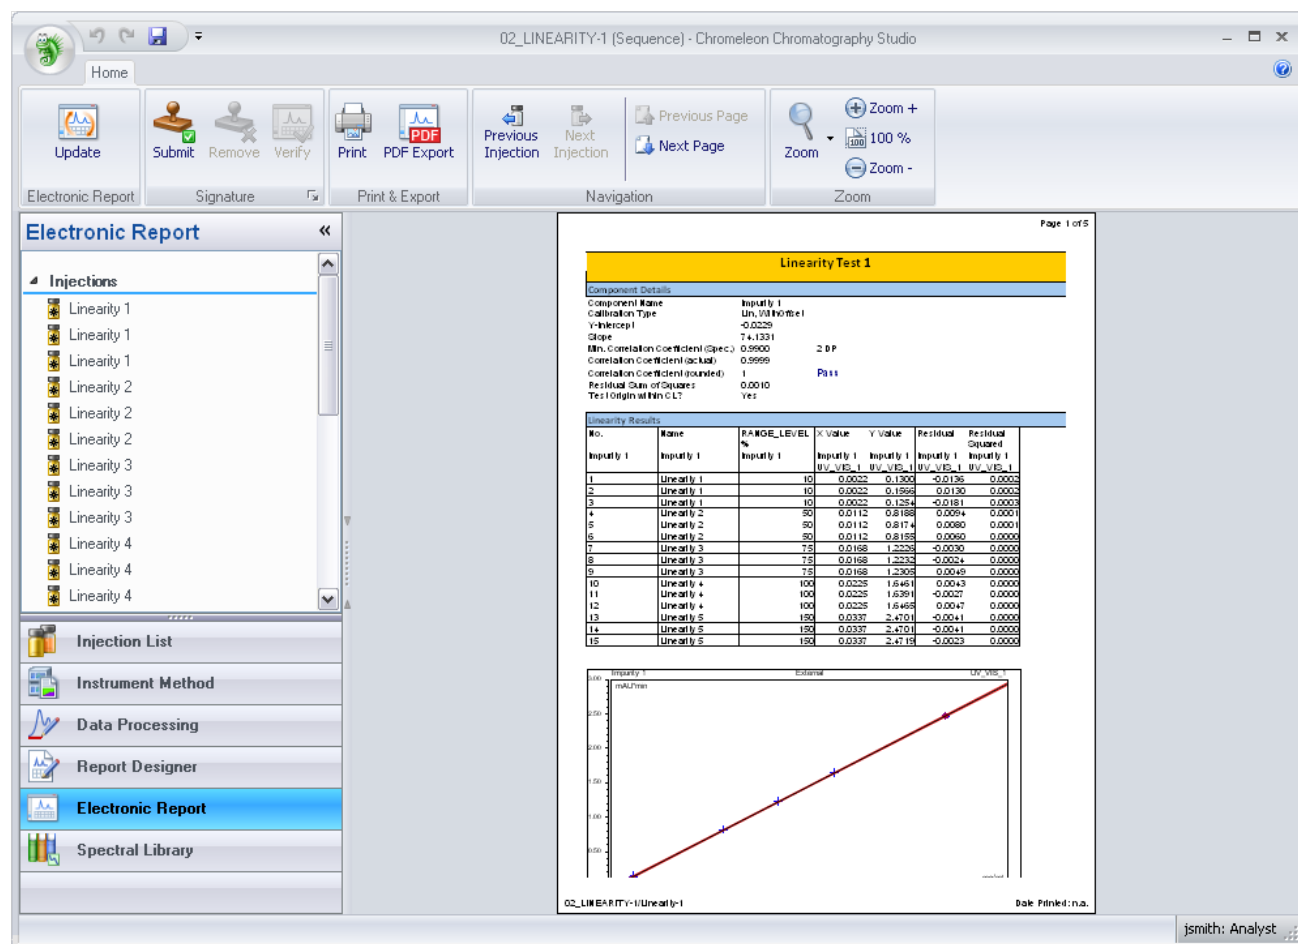 02_LINEARITY-1 (Sequence) - Chromeleon Chromatography Studio
Home
Update
Submit
Remove
Verify
Print
PDF
PDF Export
Previous Injection
Next Injection
Previous Page
Next Page
Zoom
Zoom +
100 %
Zoom -
Electronic Report
Signature
Print & Export
Navigation
Zoom
Electronic Report
Injections
Linearity 1
Linearity 1
Linearity 1
Linearity 2
Linearity 2
Linearity 2
Linearity 3
Linearity 3
Linearity 3
Linearity 4
Linearity 4
Linearity 4
Injection List
Instrument Method
Data Processing
Report Designer
Electronic Report
Spectral Library
Page 1 of 5
Linearity Test 1
Component Details
Component Name Impurity 1
Calibration Type Lin, WithOffset
Y-Intercept -0.0229
Slope 74.1331
Min. Correlation Coefficient (Spec.) 0.9900 2 DP
Correlation Coefficient (actual) 0.9999
Correlation Coefficient (rounded) 1 Pass
Residual Sum of Squares 0.0010
Test Origin within CL? Yes
Linearity Results
No. Name RANGE_LEVEL X Value Y Value Residual Residual
% Squared
Impurity 1 Impurity 1 Impurity 1 Impurity 1 Impurity 1 Impurity 1 Impurity 1
UV_VIS_1 UV_VIS_1 UV_VIS_1 UV_VIS_1
1 Linearity 1 10 0.0022 0.1300 -0.0136 0.0002
2 Linearity 1 10 0.0022 0.1566 0.0130 0.0002
3 Linearity 1 10 0.0022 0.1254 -0.0181 0.0003
4 Linearity 2 50 0.0112 0.8188 0.0094 0.0001
5 Linearity 2 50 0.0112 0.8174 0.0080 0.0001
6 Linearity 2 50 0.0112 0.8155 0.0060 0.0000
7 Linearity 3 75 0.0168 1.2226 -0.0030 0.0000
8 Linearity 3 75 0.0168 1.2232 -0.0024 0.0000
9 Linearity 3 75 0.0168 1.2305 0.0049 0.0000
10 Linearity 4 100 0.0225 1.6461 0.0043 0.0000
11 Linearity 4 100 0.0225 1.6391 -0.0027 0.0000
12 Linearity 4 100 0.0225 1.6465 0.0047 0.0000
13 Linearity 5 150 0.0337 2.4701 -0.0041 0.0000
14 Linearity 5 150 0.0337 2.4701 -0.0041 0.0000
15 Linearity 5 150 0.0337 2.4719 -0.0023 0.0000
Impurity 1 External UV_VIS_1
3.00
mAU*min
2.50
2.00
1.50
1.00
0.50
02_LINEARITY-1/Linearity-1
Date Printed: n.a.
jsmith: Analyst